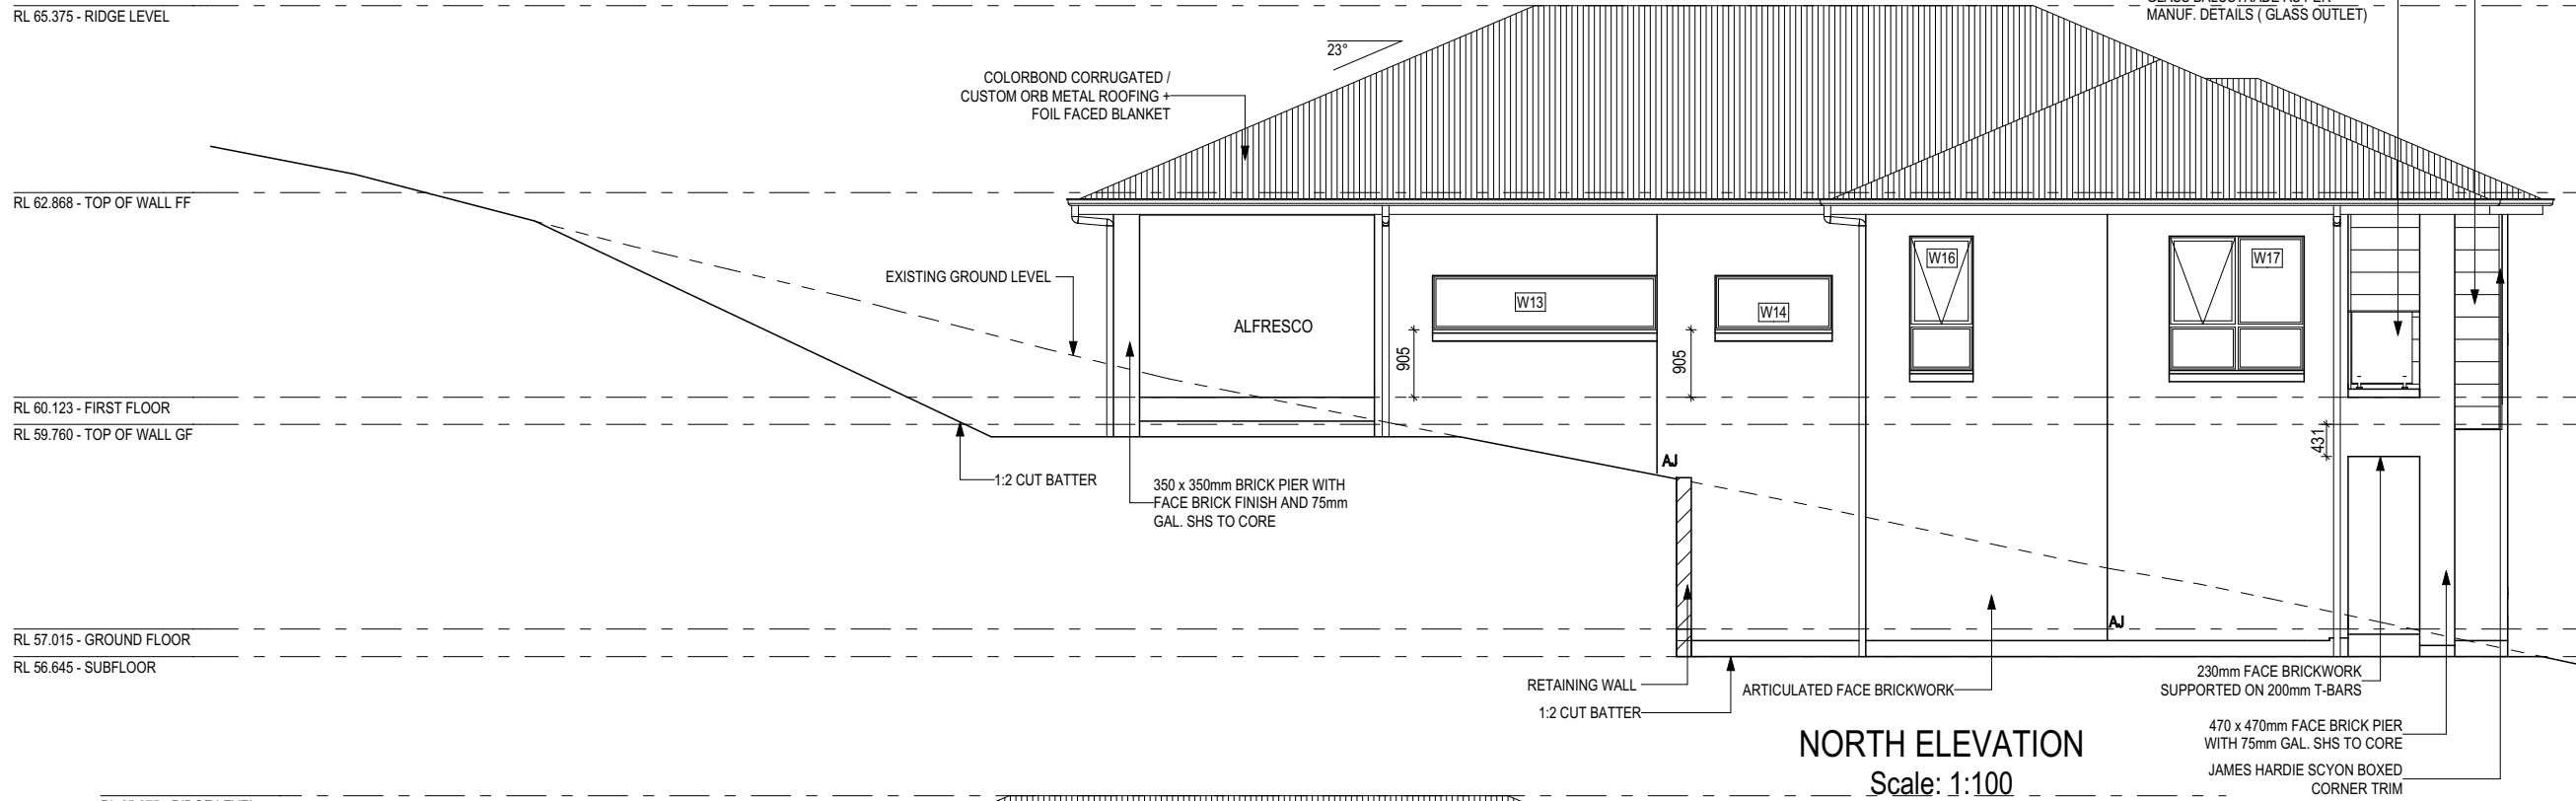 RL 65.375 - RIDGE LEVEL
MANUF. DETAILS ( GLASS OUTLET)
23°
COLORBOND CORRUGATED /
CUSTOM ORB METAL ROOFING +
FOIL FACED BLANKET
RL 62.868 - TOP OF WALL FF
EXISTING GROUND LEVEL
ALFRESCO
W13
W14
W16
W17
905
905
RL 60.123 - FIRST FLOOR
RL 59.760 - TOP OF WALL GF
431
AJ
1:2 CUT BATTER
350 x 350mm BRICK PIER WITH
FACE BRICK FINISH AND 75mm
GAL. SHS TO CORE
RL 57.015 - GROUND FLOOR
AJ
RL 56.645 - SUBFLOOR
RETAINING WALL
1:2 CUT BATTER
ARTICULATED FACE BRICKWORK
230mm FACE BRICKWORK
SUPPORTED ON 200mm T-BARS
470 x 470mm FACE BRICK PIER
WITH 75mm GAL. SHS TO CORE
JAMES HARDIE SCYON BOXED
CORNER TRIM
NORTH ELEVATION
Scale: 1:100